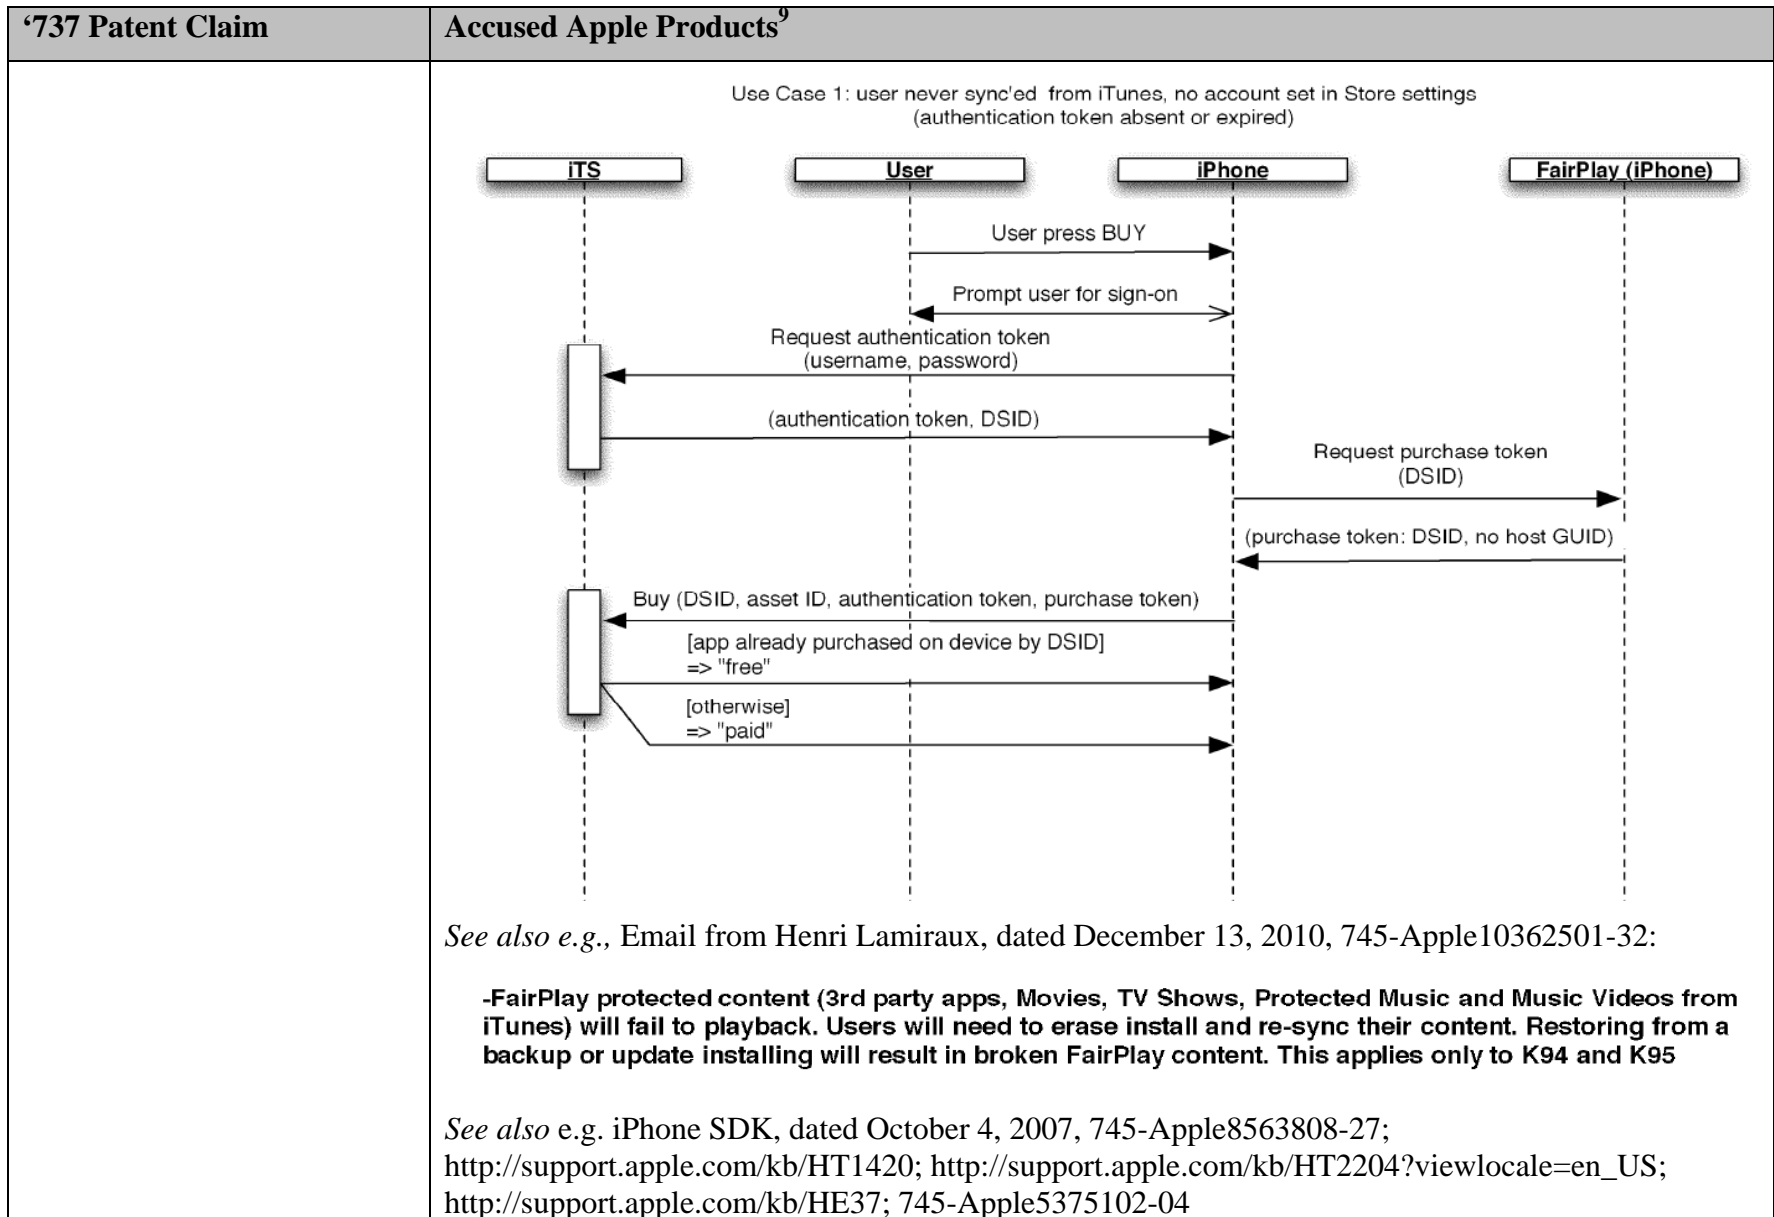 ‘737 Patent Claim
Accused Apple Products9
Use Case 1: user never sync'ed from iTunes, no account set in Store settings
(authentication token absent or expired)
iTS
User
iPhone
FairPlay (iPhone)
User press BUY
Prompt user for sign-on
Request authentication token
(username, password)
(authentication token, DSID)
Request purchase token
(DSID)
(purchase token: DSID, no host GUID)
Buy (DSID, asset ID, authentication token, purchase token)
[app already purchased on device by DSID]
=> "free"
[otherwise]
=> "paid"
See also e.g., Email from Henri Lamiraux, dated December 13, 2010, 745-Apple10362501-32:
-FairPlay protected content (3rd party apps, Movies, TV Shows, Protected Music and Music Videos from
iTunes) will fail to playback. Users will need to erase install and re-sync their content. Restoring from a
backup or update installing will result in broken FairPlay content. This applies only to K94 and K95
See also e.g. iPhone SDK, dated October 4, 2007, 745-Apple8563808-27;
http://support.apple.com/kb/HT1420; http://support.apple.com/kb/HT2204?viewlocale=en_US;
http://support.apple.com/kb/HE37; 745-Apple5375102-04